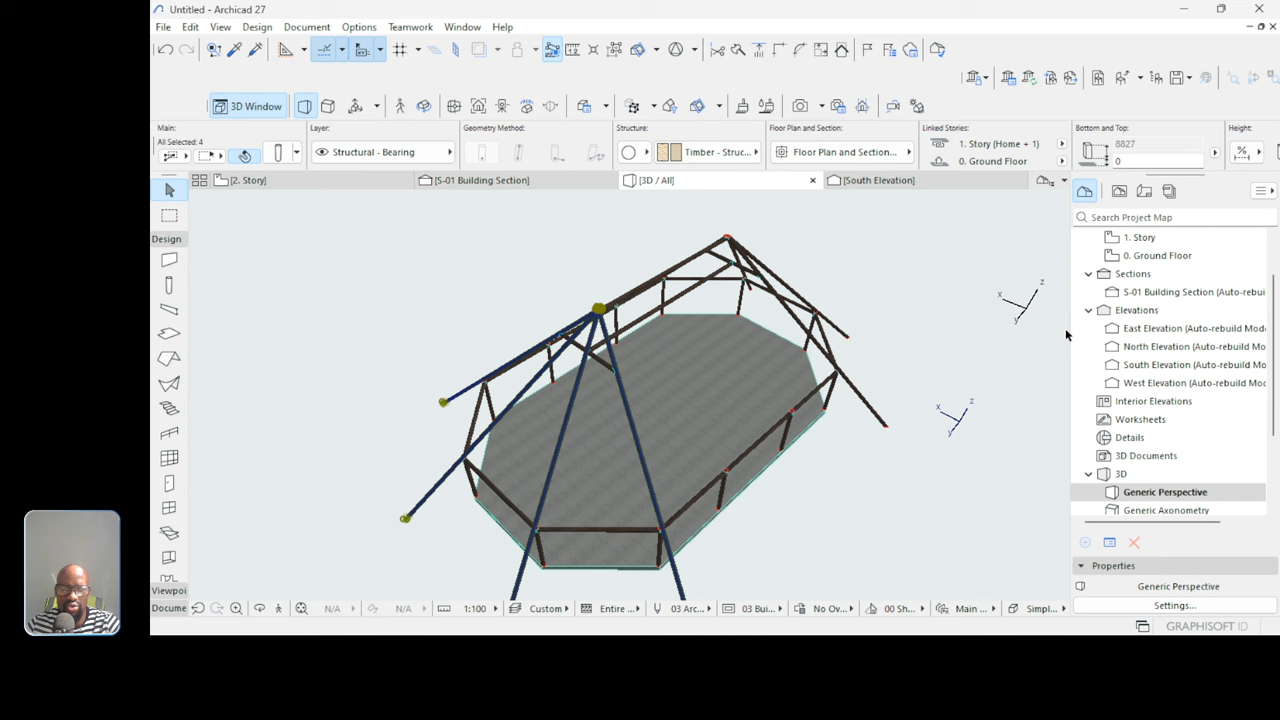 Untitled - Archicad 27
File Edit View Design Document Options Teamwork Window Help
3D Window
Main:
All Selected: 4
Layer:
Structural - Bearing
Geometry Method:
Structure:
Timber - Struc...
Floor Plan and Section:
Floor Plan and Section...
Linked Stories:
1. Story (Home + 1)
0. Ground Floor
Bottom and Top:
8827
0
Height:
[2. Story]
[S-01 Building Section]
[3D / All]
[South Elevation]
Design
Viewpoi
Docume
Search Project Map
1. Story
0. Ground Floor
Sections
S-01 Building Section (Auto-rebui
Elevations
East Elevation (Auto-rebuild Mod
North Elevation (Auto-rebuild Mo
South Elevation (Auto-rebuild Mo
West Elevation (Auto-rebuild Mod
Interior Elevations
Worksheets
Details
3D Documents
3D
Generic Perspective
Generic Axonometry
Properties
Generic Perspective
Settings...
x
z
y
x
z
y
N/A
N/A
1:100
Custom
Entire ...
03 Arc...
03 Bui...
No Ov...
00 Sh...
Main ...
Simpl...
GRAPHISOFT ID